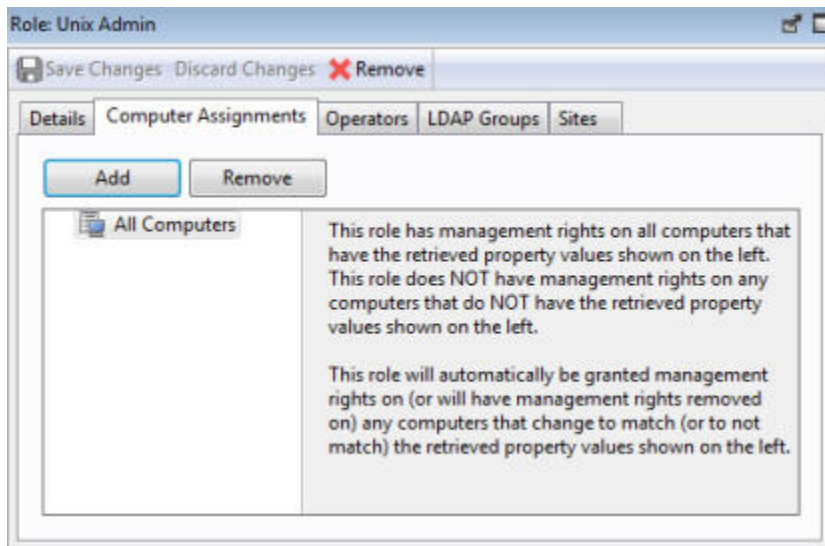 Role: Unix Admin
Save Changes Discard Changes Remove
Details Computer Assignments Operators LDAP Groups Sites
Add Remove
All Computers
This role has management rights on all computers that
have the retrieved property values shown on the left.
This role does NOT have management rights on any
computers that do NOT have the retrieved property
values shown on the left.
This role will automatically be granted management
rights on (or will have management rights removed
on) any computers that change to match (or to not
match) the retrieved property values shown on the left.